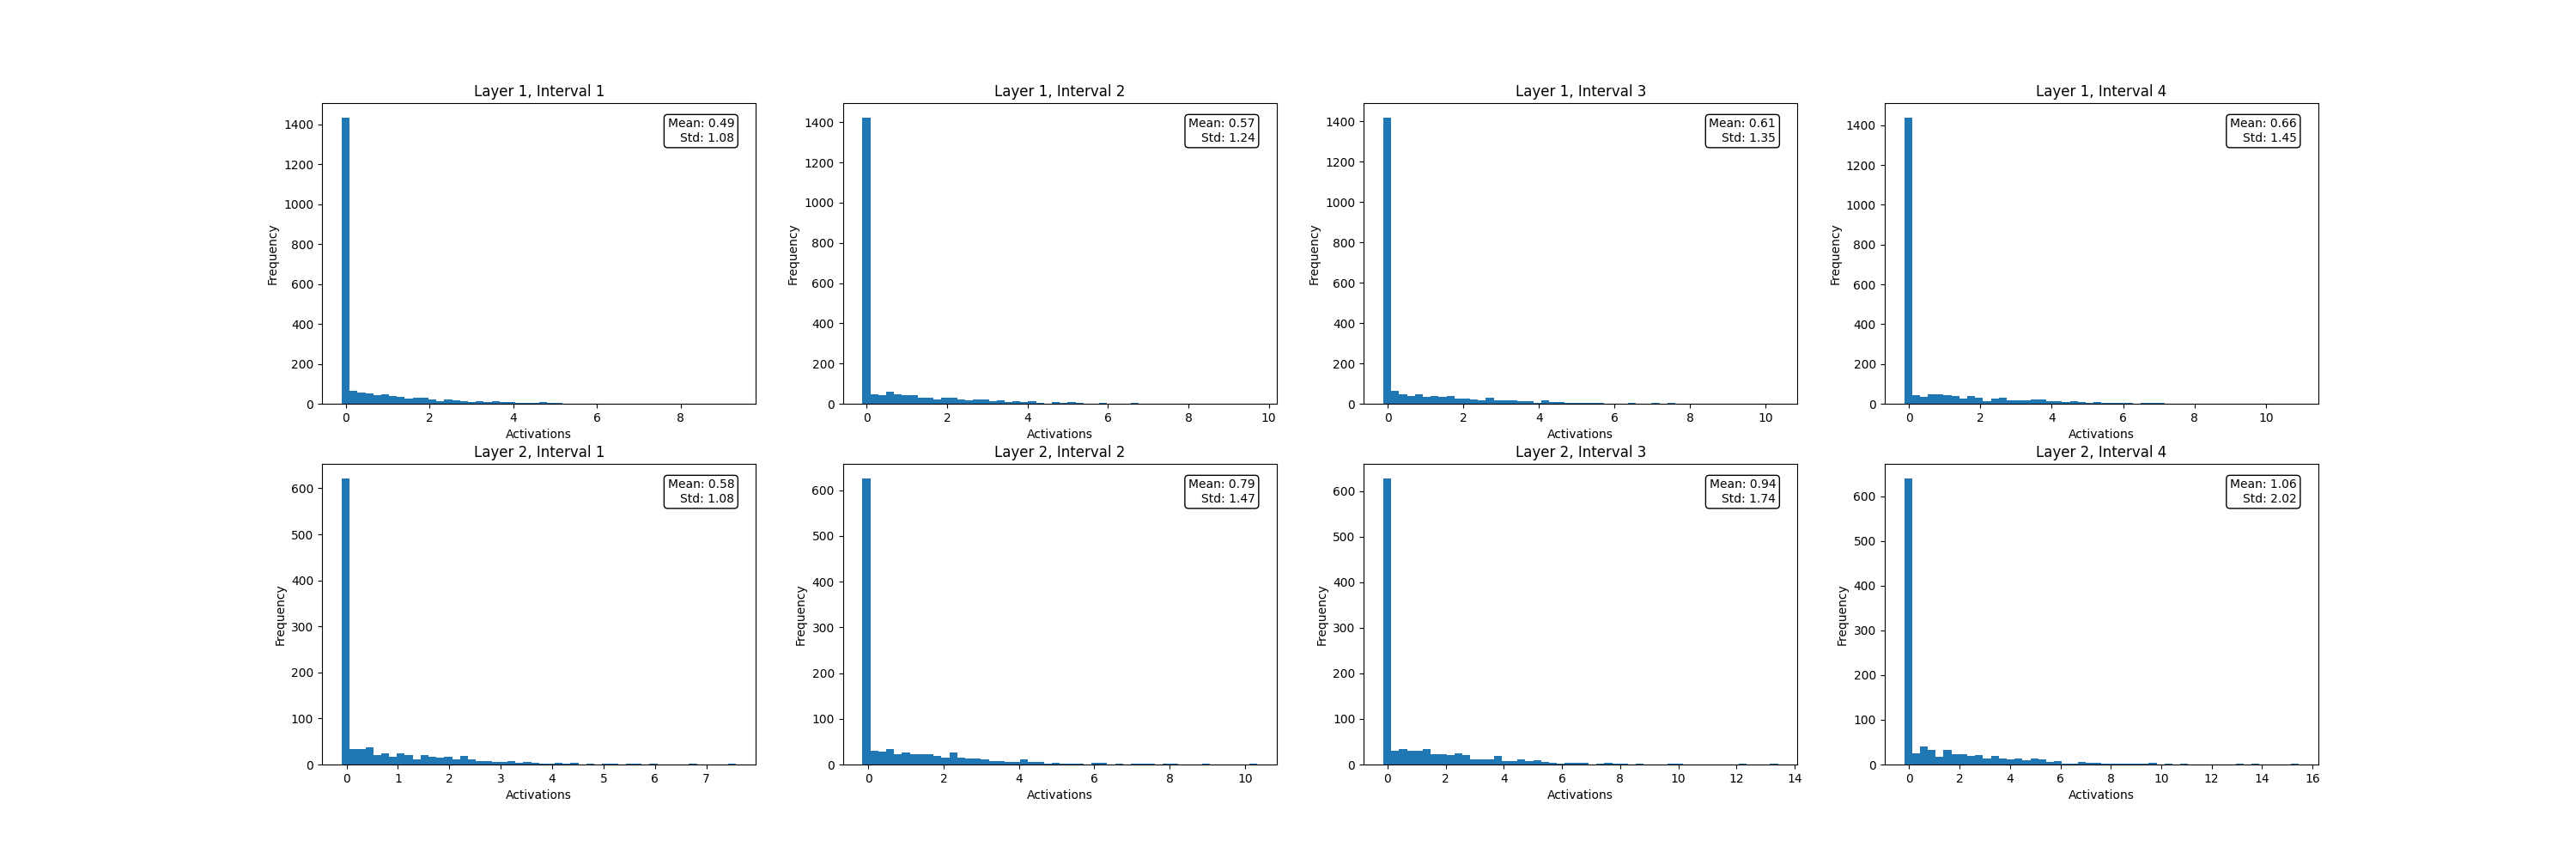 Layer 1, Interval 1
Mean: 0.49
Std: 1.08
Frequency
1400
1200
1000
800
600
400
200
0
0 2 4 6 8
Activations
Layer 1, Interval 2
Mean: 0.57
Std: 1.24
Frequency
1400
1200
1000
800
600
400
200
0
0 2 4 6 8 10
Activations
Layer 1, Interval 3
Mean: 0.61
Std: 1.35
Frequency
1400
1200
1000
800
600
400
200
0
0 2 4 6 8 10
Activations
Layer 1, Interval 4
Mean: 0.66
Std: 1.45
Frequency
1400
1200
1000
800
600
400
200
0
0 2 4 6 8 10
Activations
Layer 2, Interval 1
Mean: 0.58
Std: 1.08
Frequency
600
500
400
300
200
100
0
0 1 2 3 4 5 6 7
Activations
Layer 2, Interval 2
Mean: 0.79
Std: 1.47
Frequency
600
500
400
300
200
100
0
0 2 4 6 8 10
Activations
Layer 2, Interval 3
Mean: 0.94
Std: 1.74
Frequency
600
500
400
300
200
100
0
0 2 4 6 8 10 12 14
Activations
Layer 2, Interval 4
Mean: 1.06
Std: 2.02
Frequency
600
500
400
300
200
100
0
0 2 4 6 8 10 12 14 16
Activations